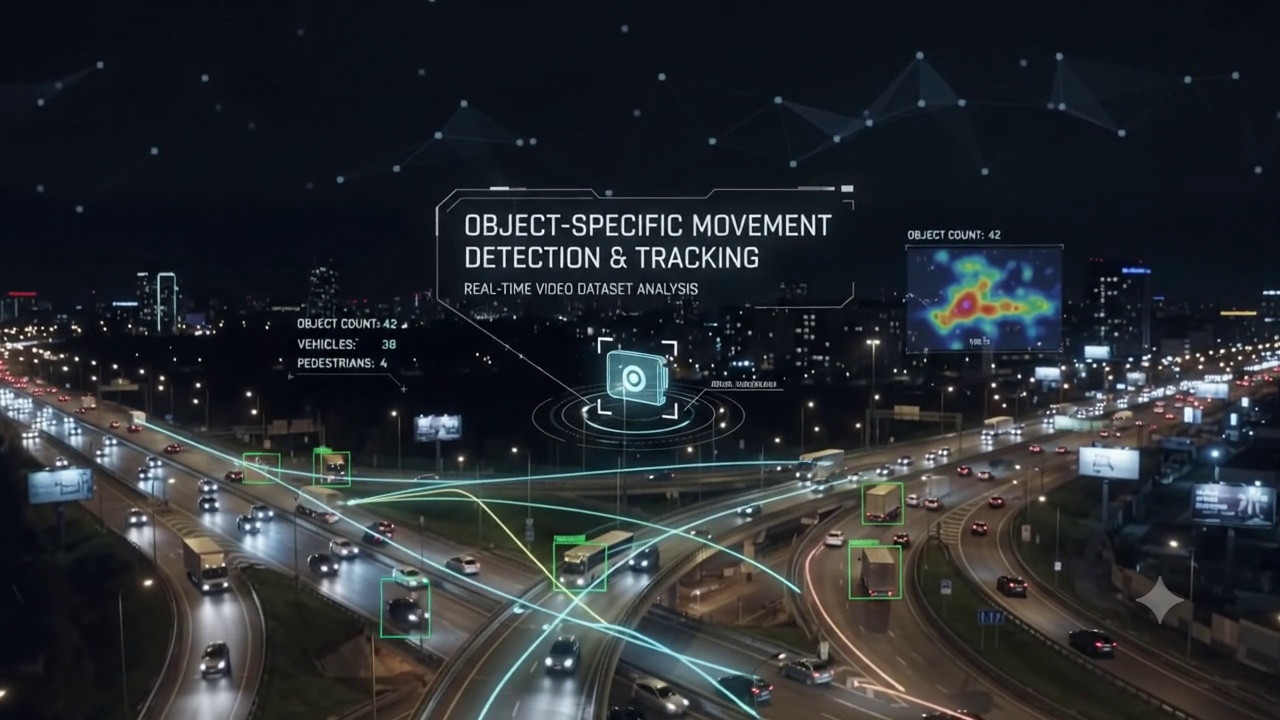 OBJECT-SPECIFIC MOVEMENT
DETECTION & TRACKING
REAL-TIME VIDEO DATASET ANALYSIS
OBJECT COUNT: 42
OBJECT COUNT: 42
VEHICLES: 38
PEDESTRIANS: 4